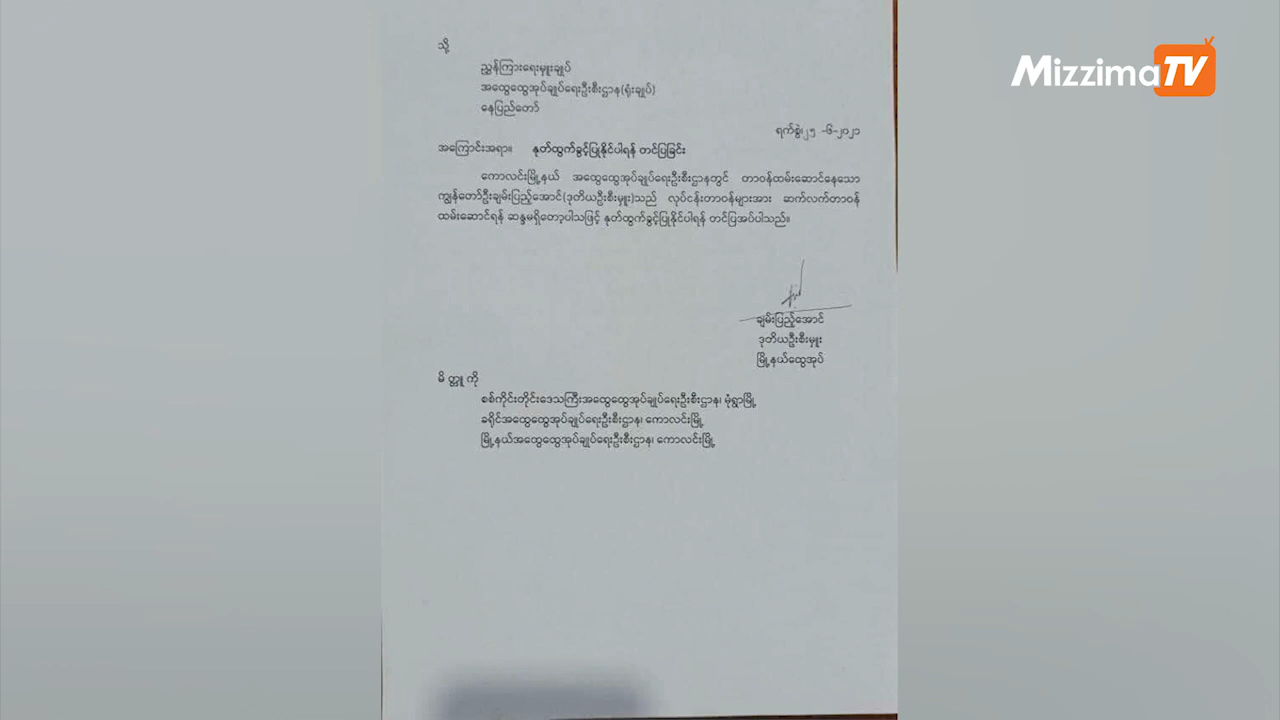 Mizzima TV
သို့
ညွှန်ကြားရေးမှူးချုပ်
အထွေထွေအုပ်ချုပ်ရေးဦးစီးဌာန(ရုံးချုပ်)
နေပြည်တော်
ရက်စွဲ၊၂၅ -၆-၂၀၂၁
အကြောင်းအရာ။ နုတ်ထွက်ခွင့်ပြုနိုင်ပါရန် တင်ပြခြင်း
ကောလင်းမြို့နယ် အထွေထွေအုပ်ချုပ်ရေးဦးစီးဌာနတွင် တာဝန်ထမ်းဆောင်နေသော
ကျွန်တော်ဦးချမ်းပြည့်အောင်(ဒုတိယဦးစီးမှူး)သည် လုပ်ငန်းတာဝန်များအား ဆက်လက်တာဝန်
ထမ်းဆောင်ရန် ဆန္ဒမရှိတော့ပါသဖြင့် နုတ်ထွက်ခွင့်ပြုနိုင်ပါရန် တင်ပြအပ်ပါသည်။
ချမ်းပြည့်အောင်
ဒုတိယဦးစီးမှူး
မြို့နယ်ထွေအုပ်
မိတ္တူကို
စစ်ကိုင်းတိုင်းဒေသကြီးအထွေထွေအုပ်ချုပ်ရေးဦးစီးဌာန၊ မုံရွာမြို့
ခရိုင်အထွေထွေအုပ်ချုပ်ရေးဦးစီးဌာန၊ ကောလင်းမြို့
မြို့နယ်အထွေထွေအုပ်ချုပ်ရေးဦးစီးဌာန၊ ကောလင်းမြို့